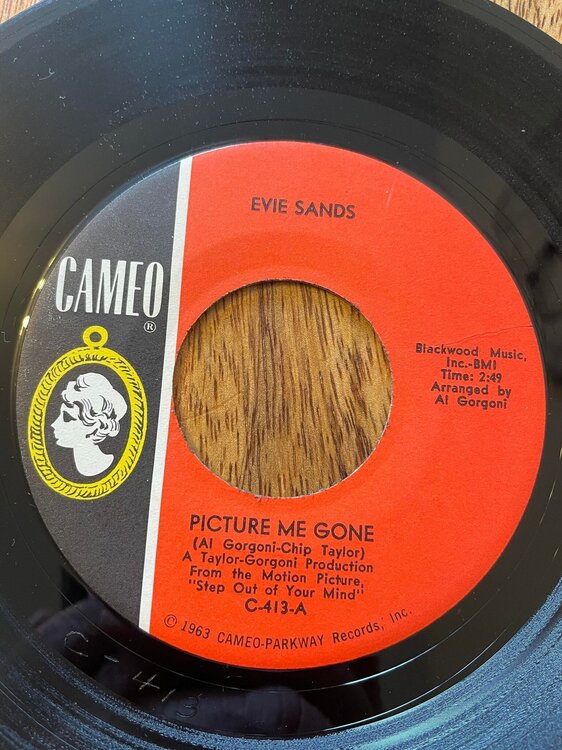 EVIE SANDS
CAMEO
®
Blackwood Music,
Inc.-BMI
Time: 2:49
Arranged by
Al Gorgoni
PICTURE ME GONE
(Al Gorgoni-Chip Taylor)
A Taylor-Gorgoni Production
From the Motion Picture,
"Step Out of Your Mind"
C-413-A
© 1963 CAMEO-PARKWAY Records, Inc.
C-413